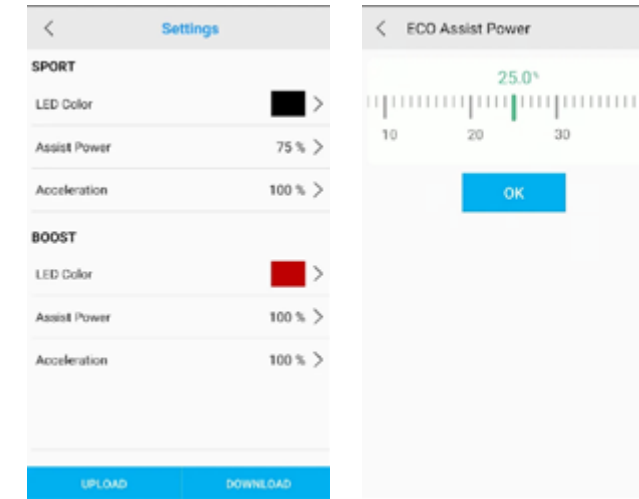 Settings
SPORT
LED Color
Assist Power 75 %
Acceleration 100 %
BOOST
LED Color
Assist Power 100 %
Acceleration 100 %
UPLOAD DOWNLOAD
ECO Assist Power
25.0%
10 20 30
OK